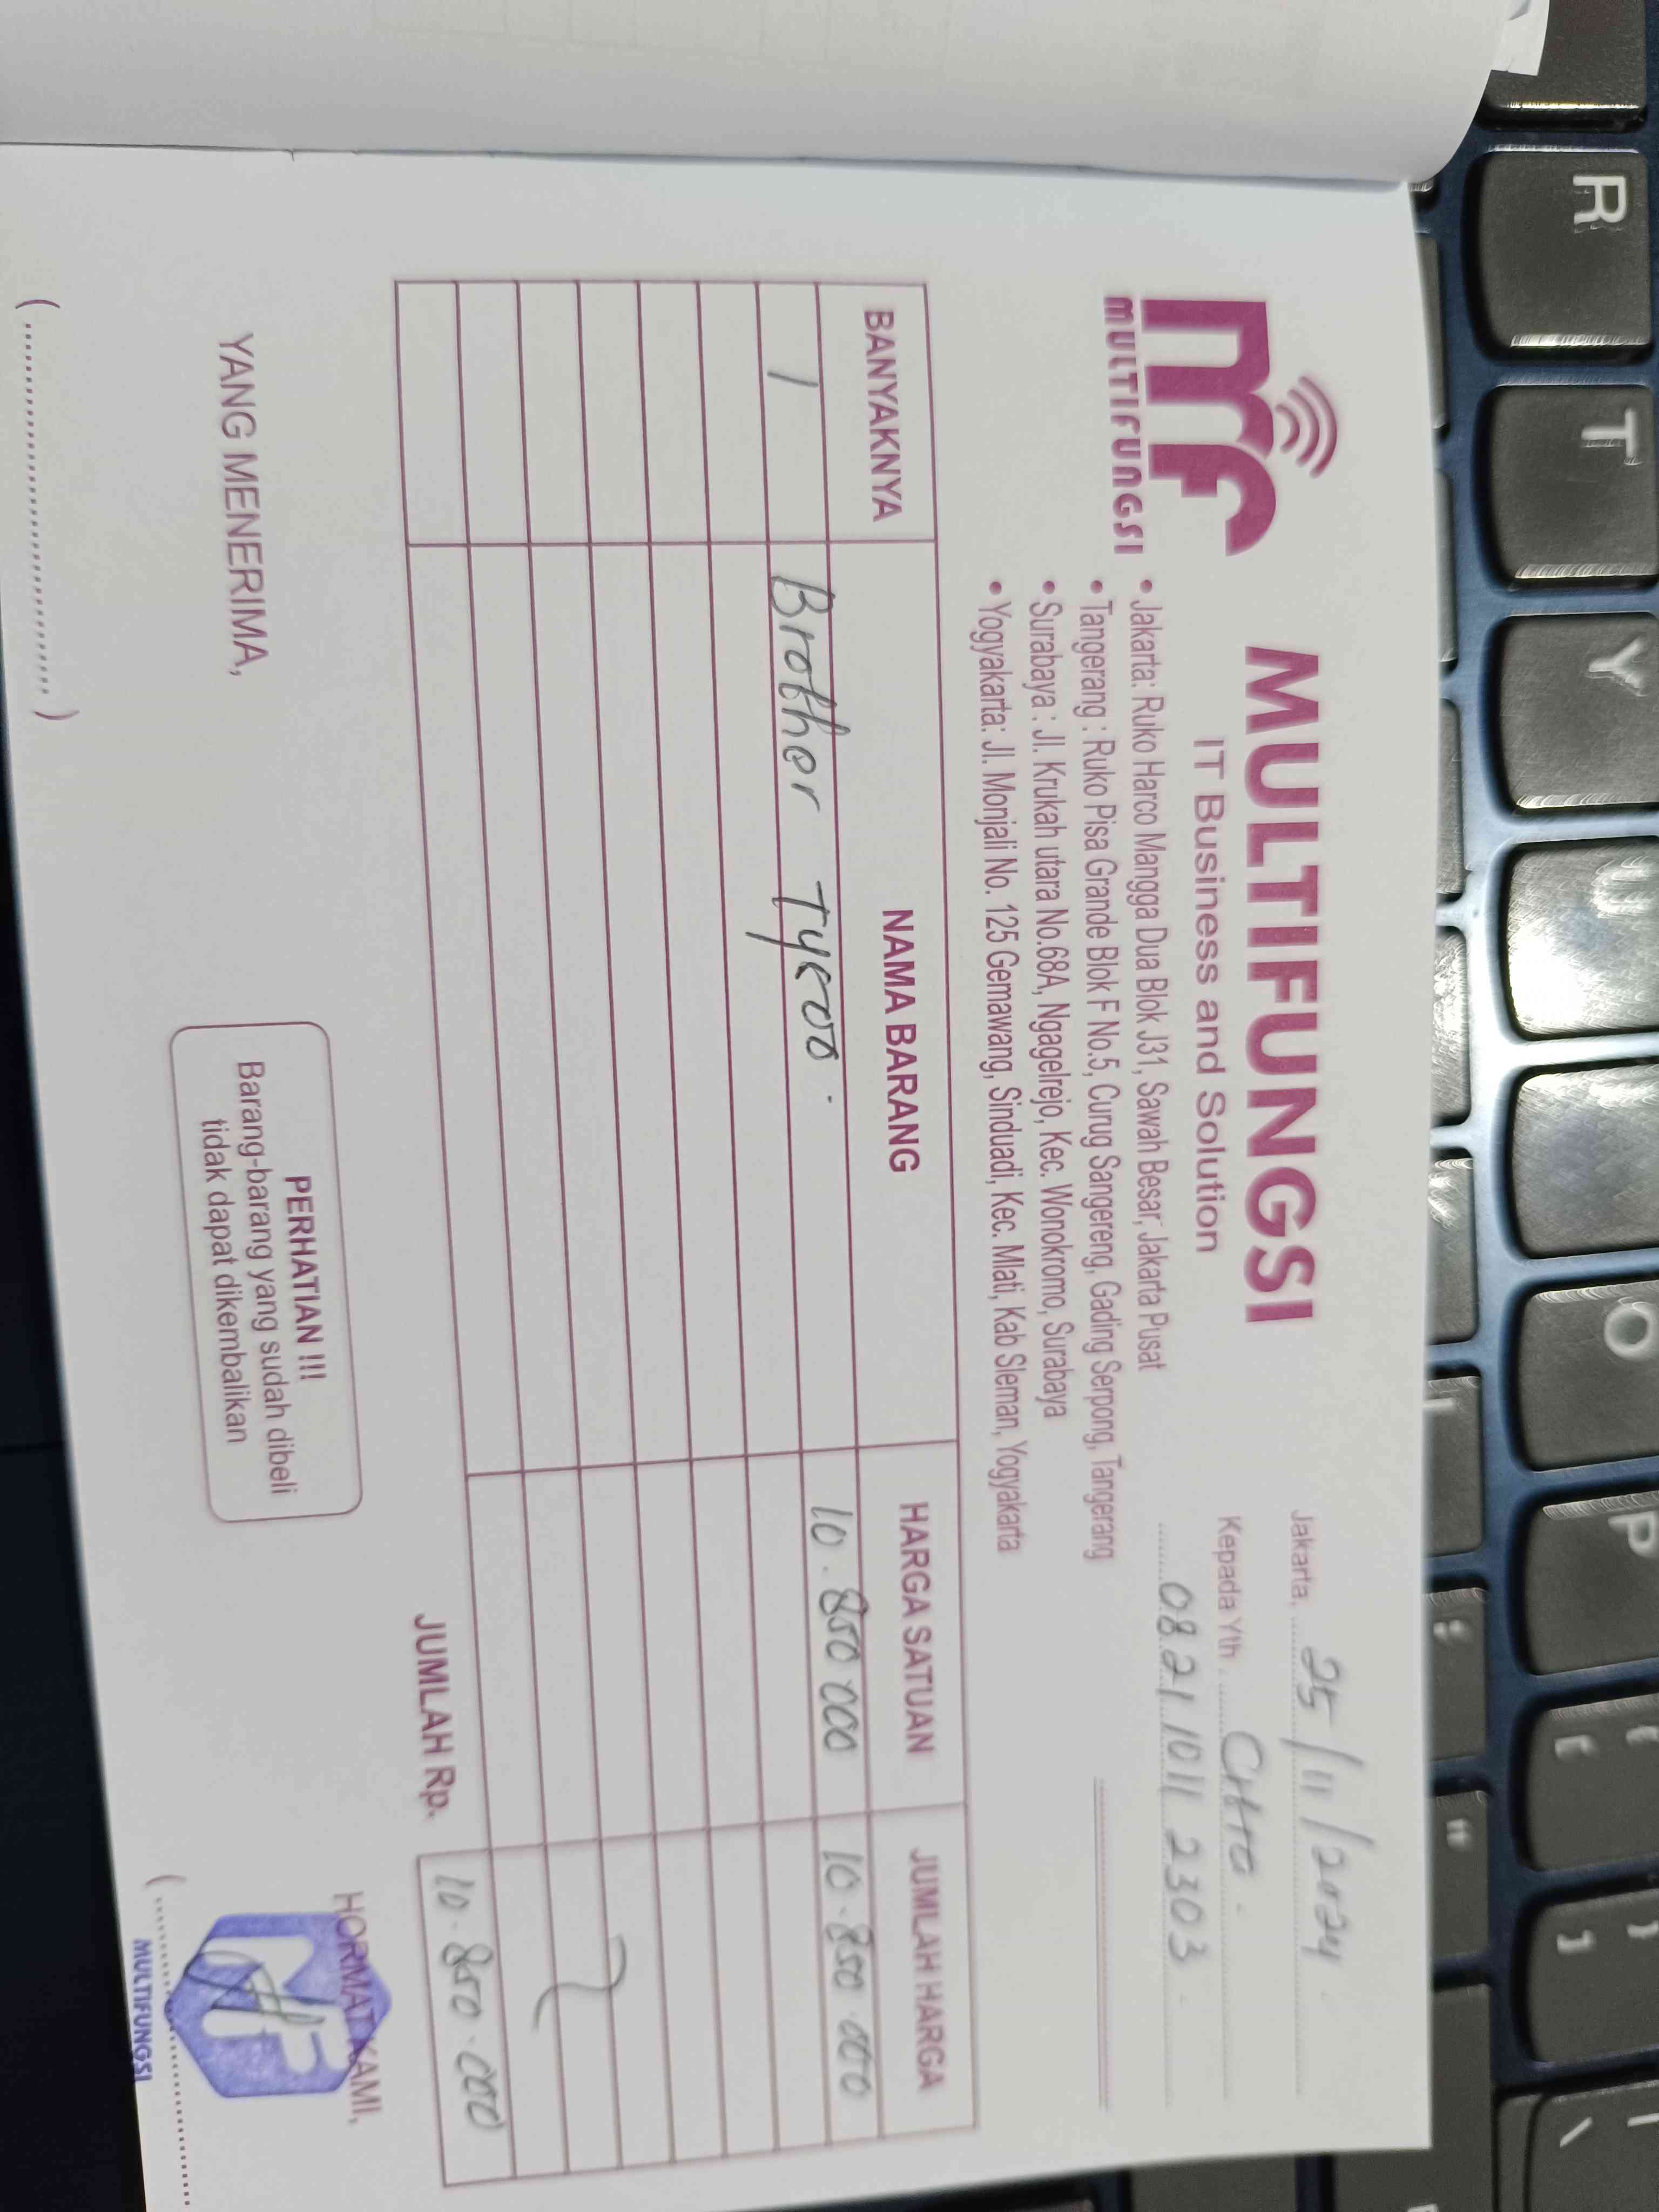 MULTIFUNGSI
MULTIFUNGSI
IT Business and Solution
• Jakarta: Ruko Harco Mangga Dua Blok J31, Sawah Besar, Jakarta Pusat
• Tangerang : Ruko Pisa Grande Blok F No.5, Curug Sangereng, Gading Serpong, Tangerang
• Surabaya : Jl. Krukah utara No.68A, Ngagelrejo, Kec. Wonokromo, Surabaya
• Yogyakarta: Jl. Monjali No. 125 Gemawang, Sinduadi, Kec. Mlati, Kab Sleman, Yogyakarta
Jakarta, 25/11/2024
Kepada Yth.
0821 1011 2303
BANYAKNYA NAMA BARANG HARGA SATUAN JUMLAH HARGA
1 Brother 10.850 000 10.850.000
JUMLAH Rp. 10.850.000
YANG MENERIMA,
PERHATIAN !!!
Barang-barang yang sudah dibeli
tidak dapat dikembalikan
HORMAT KAMI,
MF
MULTIFUNGSI
R
T
Y
U
O
P